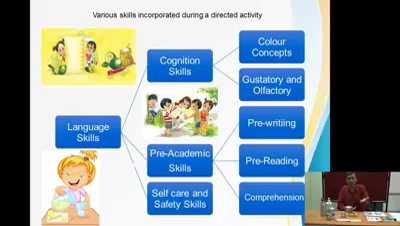 Various skills incorporated during a directed activity
Colour
Concepts
Cognition
Skills
Gustatory and
Olfactory
Language
Skills
Pre-writiing
Pre-Academic
Skills
Pre-Reading
Self care and
Safety Skills
Comprehension